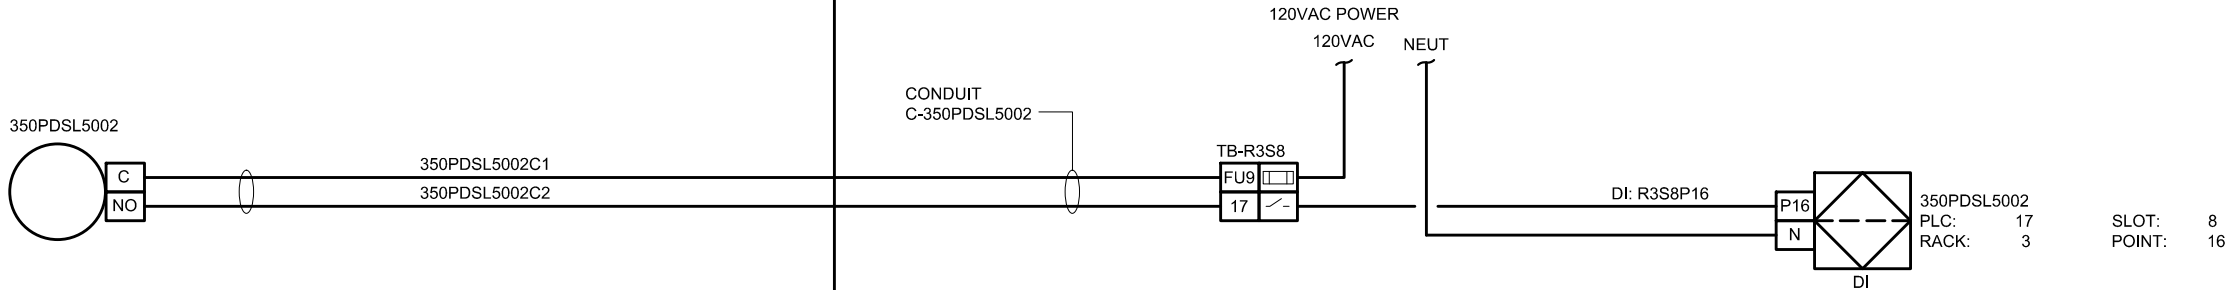 120VAC POWER
120VAC
NEUT
CONDUIT
C-350PDSL5002
350PDSL5002
C
NO
350PDSL5002C1
350PDSL5002C2
TB-R3S8
FU9
17
DI: R3S8P16
P16
N
350PDSL5002
PLC: 17 SLOT: 8
RACK: 3 POINT: 16
DI